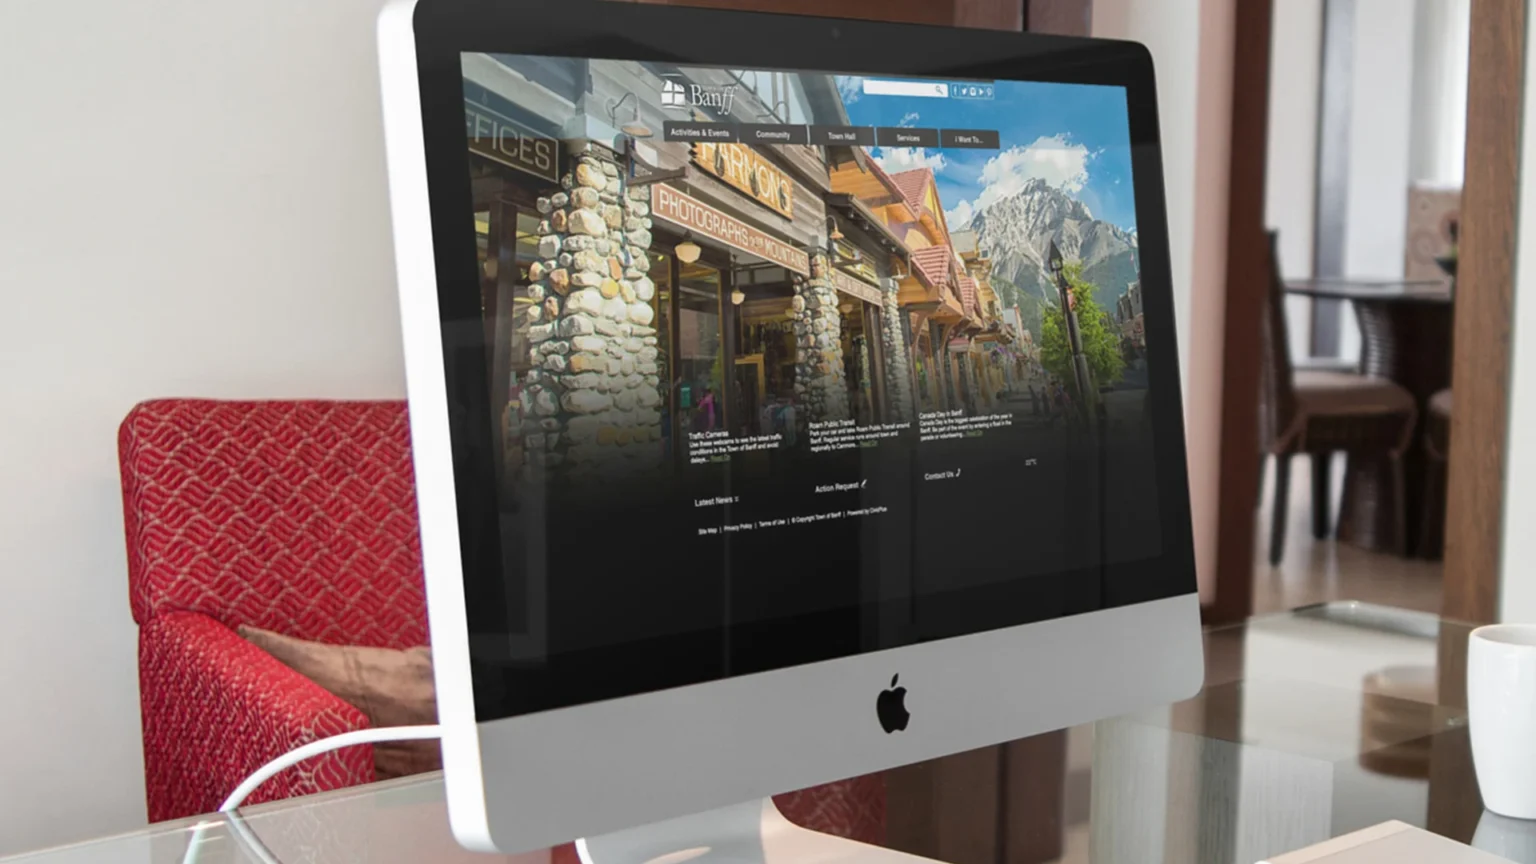 Banff
Activities & Events
Community
Town Hall
Services
I Want To...
FFICES
HARMONS
PHOTOGRAPHS OF THE MOUNTAINS
Traffic Cameras
Use these webcams to see the latest traffic
conditions in the Town of Banff and avoid
delays... Read On
Roam Public Transit
Park your car and take Roam Public Transit around
Banff. Regular service runs around town and
regionally to Canmore... Read On
Canada Day in Banff
Canada Day is the biggest celebration of the year in
Banff. Be part of the event by entering a float in the
parade or volunteering... Read On
Latest News
Action Request
Contact Us
Site Map | Privacy Policy | Terms of Use | © Copyright Town of Banff | Powered by CivicPlus